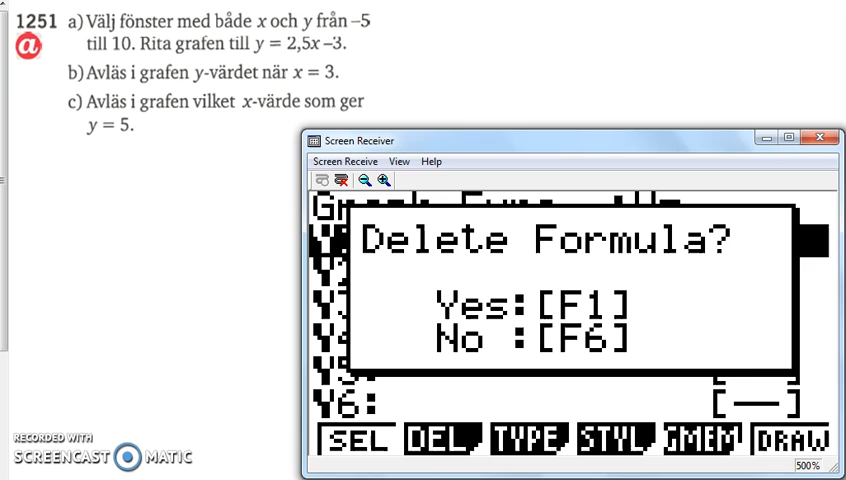 1251 a) Välj fönster med både x och y från –5
a till 10. Rita grafen till y = 2,5x –3.
b) Avläs i grafen y-värdet när x = 3.
c) Avläs i grafen vilket x-värde som ger
y = 5.
Screen Receiver
Screen Receive View Help
Delete Formula?
Yes:[F1]
No :[F6]
Y6: [—]
SEL DEL TYPE STYL GMEM DRAW
500%
RECORDED WITH
SCREENCAST MATIC